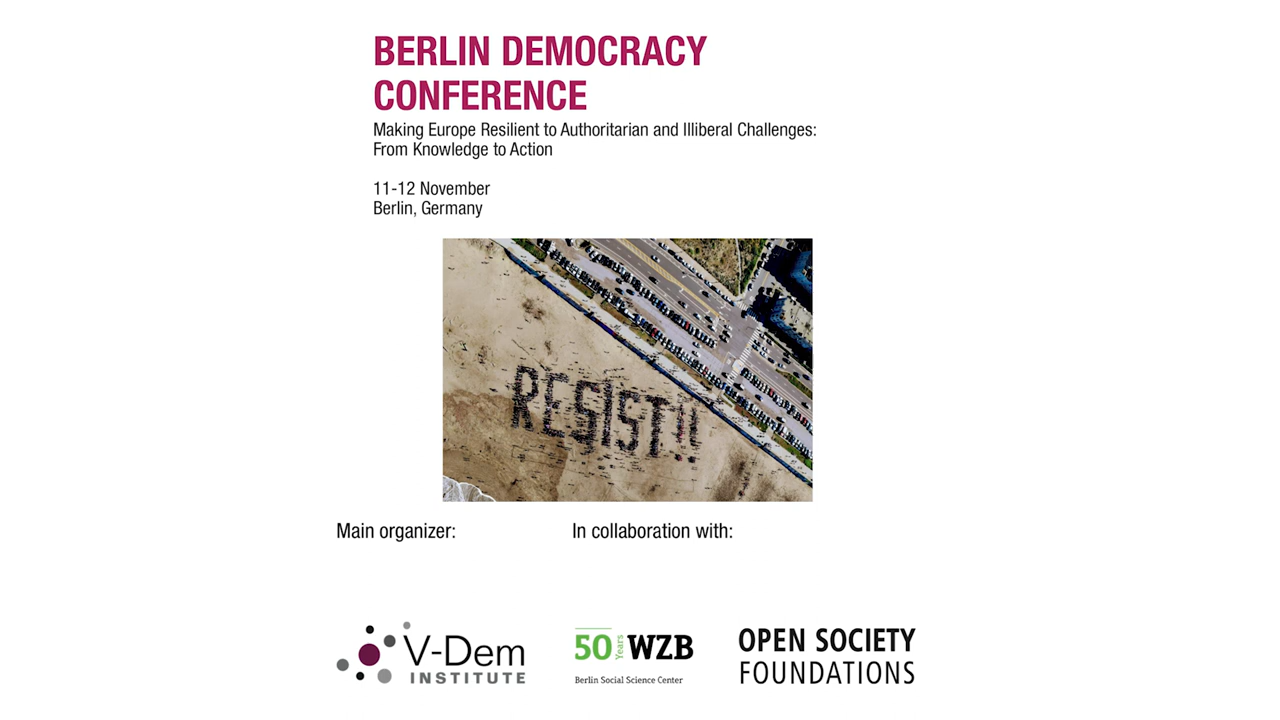 BERLIN DEMOCRACY
CONFERENCE
Making Europe Resilient to Authoritarian and Illiberal Challenges:
From Knowledge to Action
11-12 November
Berlin, Germany
RESIST!!
Main organizer:
In collaboration with:
V-Dem
INSTITUTE
50 Years WZB
Berlin Social Science Center
OPEN SOCIETY
FOUNDATIONS